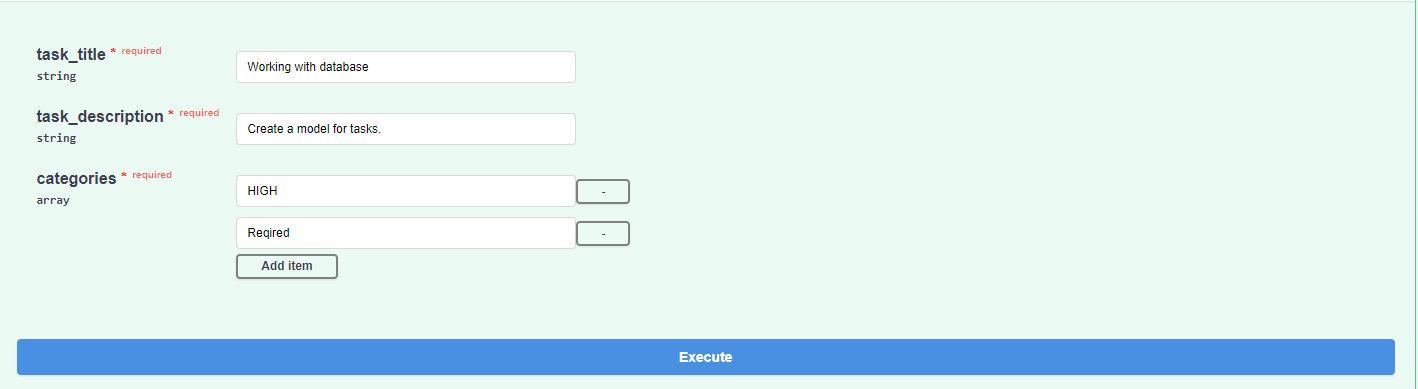 task_title * required
string
Working with database
task_description * required
string
Create a model for tasks.
categories * required
array
HIGH
-
Reqired
-
Add item
Execute